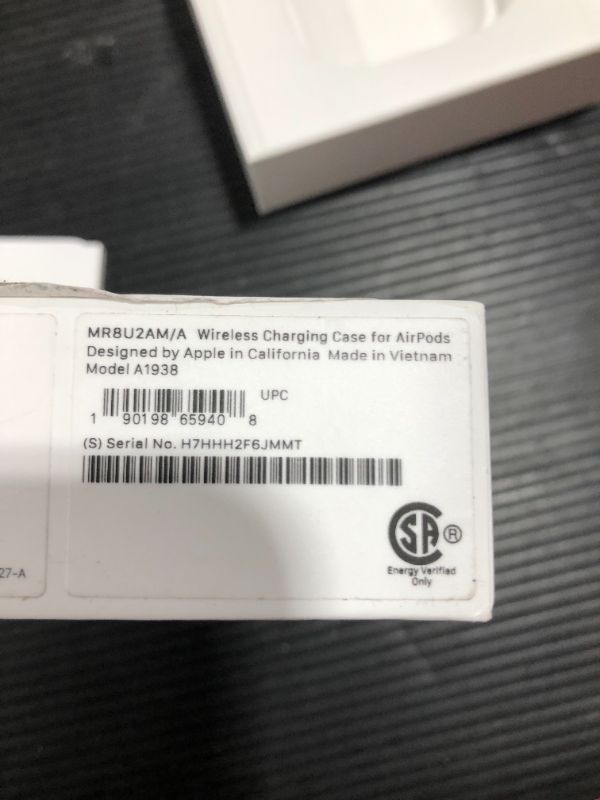 MR8U2AM/A Wireless Charging Case for AirPods
Designed by Apple in California Made in Vietnam
Model A1938
UPC
1 90198 65940 8
(S) Serial No. H7HHH2F6JMMT
SA ®
Energy Verified
Only
27-A